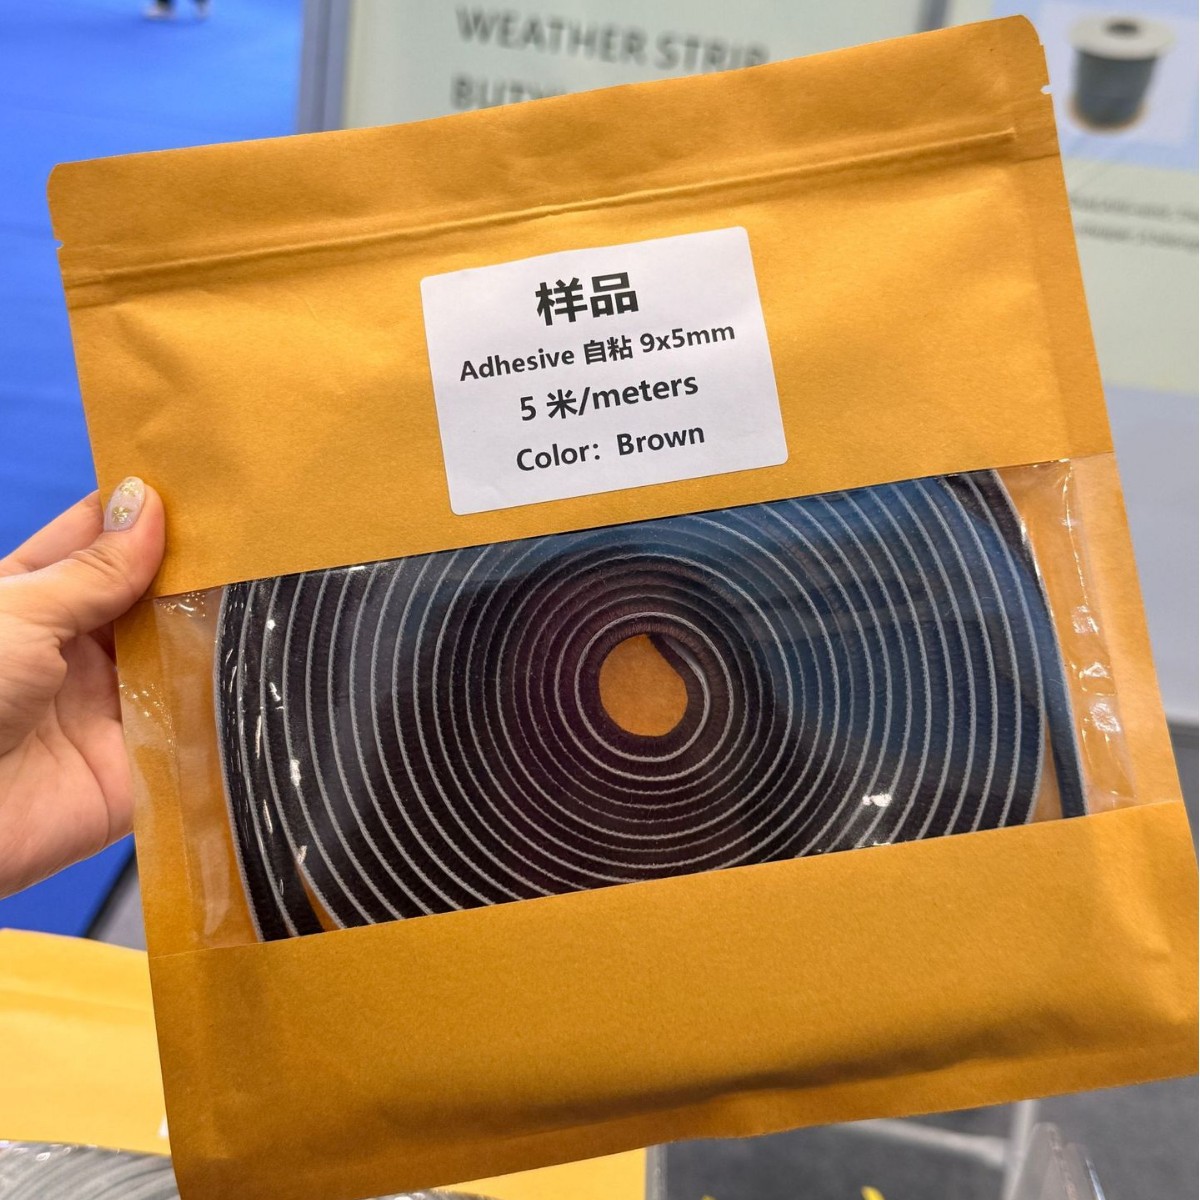 WEATHER STRIP
样品
Adhesive 自粘 9x5mm
5 米/meters
Color: Brown